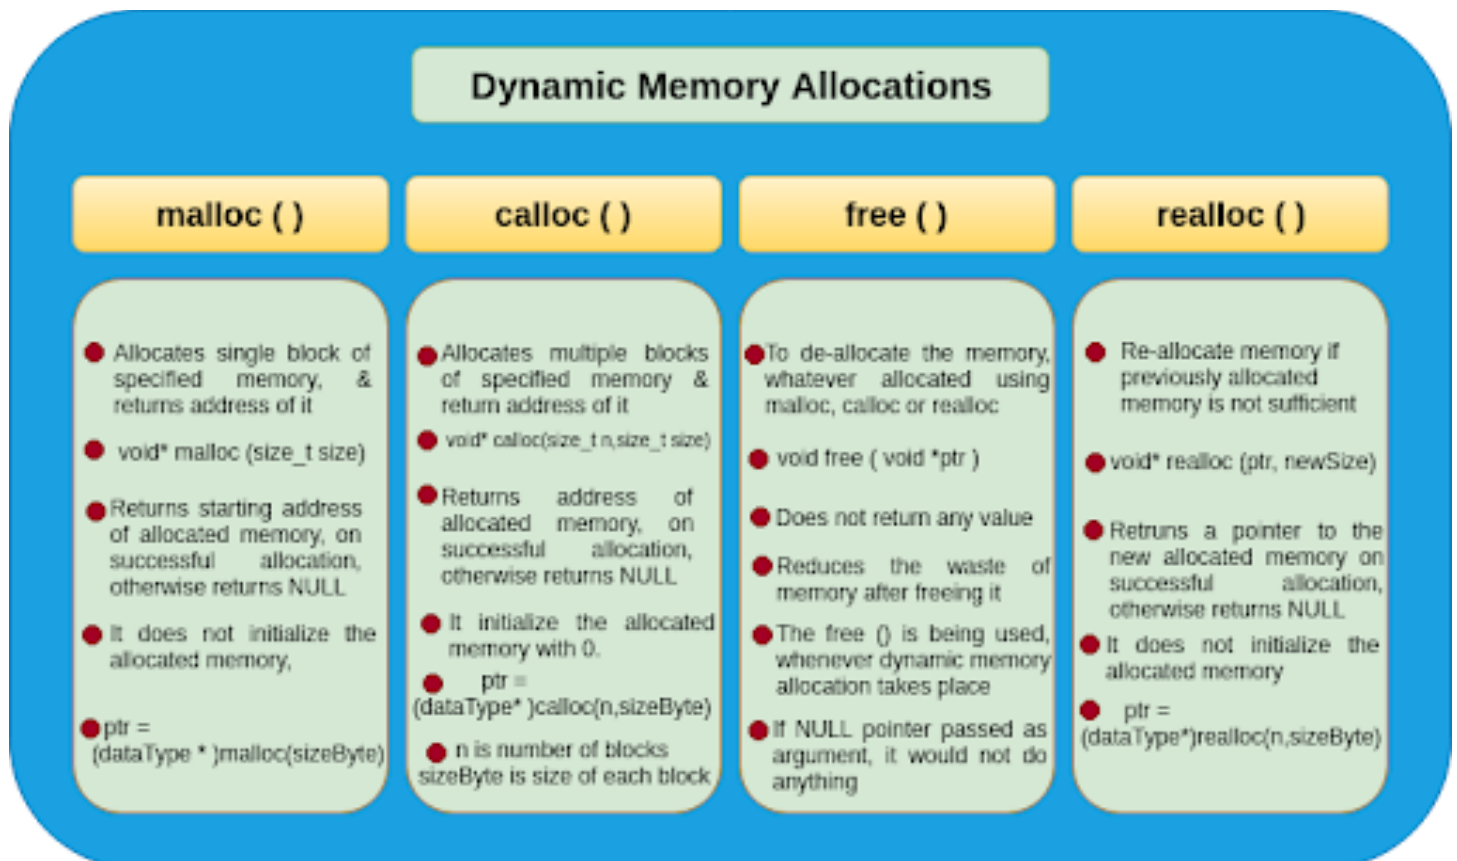 Dynamic Memory Allocations
malloc ( )
Allocates single block of
specified memory, &
returns address of it
void* malloc (size_t size)
Returns starting address
of allocated memory, on
successful allocation,
otherwise returns NULL
It does not initialize the
allocated memory,
ptr =
(dataType * )malloc(sizeByte)
calloc ( )
Allocates multiple blocks
of specified memory &
return address of it
void* calloc(size_t n,size_t size)
Returns address of
allocated memory, on
successful allocation,
otherwise returns NULL
It initialize the allocated
memory with 0.
ptr =
(dataType* )calloc(n,sizeByte)
n is number of blocks
sizeByte is size of each block
free ( )
To de-allocate the memory,
whatever allocated using
malloc, calloc or realloc
void free ( void *ptr )
Does not return any value
Reduces the waste of
memory after freeing it
The free () is being used,
whenever dynamic memory
allocation takes place
If NULL pointer passed as
argument, it would not do
anything
realloc ( )
Re-allocate memory if
previously allocated
memory is not sufficient
void* realloc (ptr, newSize)
Retruns a pointer to the
new allocated memory on
successful allocation,
otherwise returns NULL
It does not initialize the
allocated memory
ptr =
(dataType*)realloc(n,sizeByte)